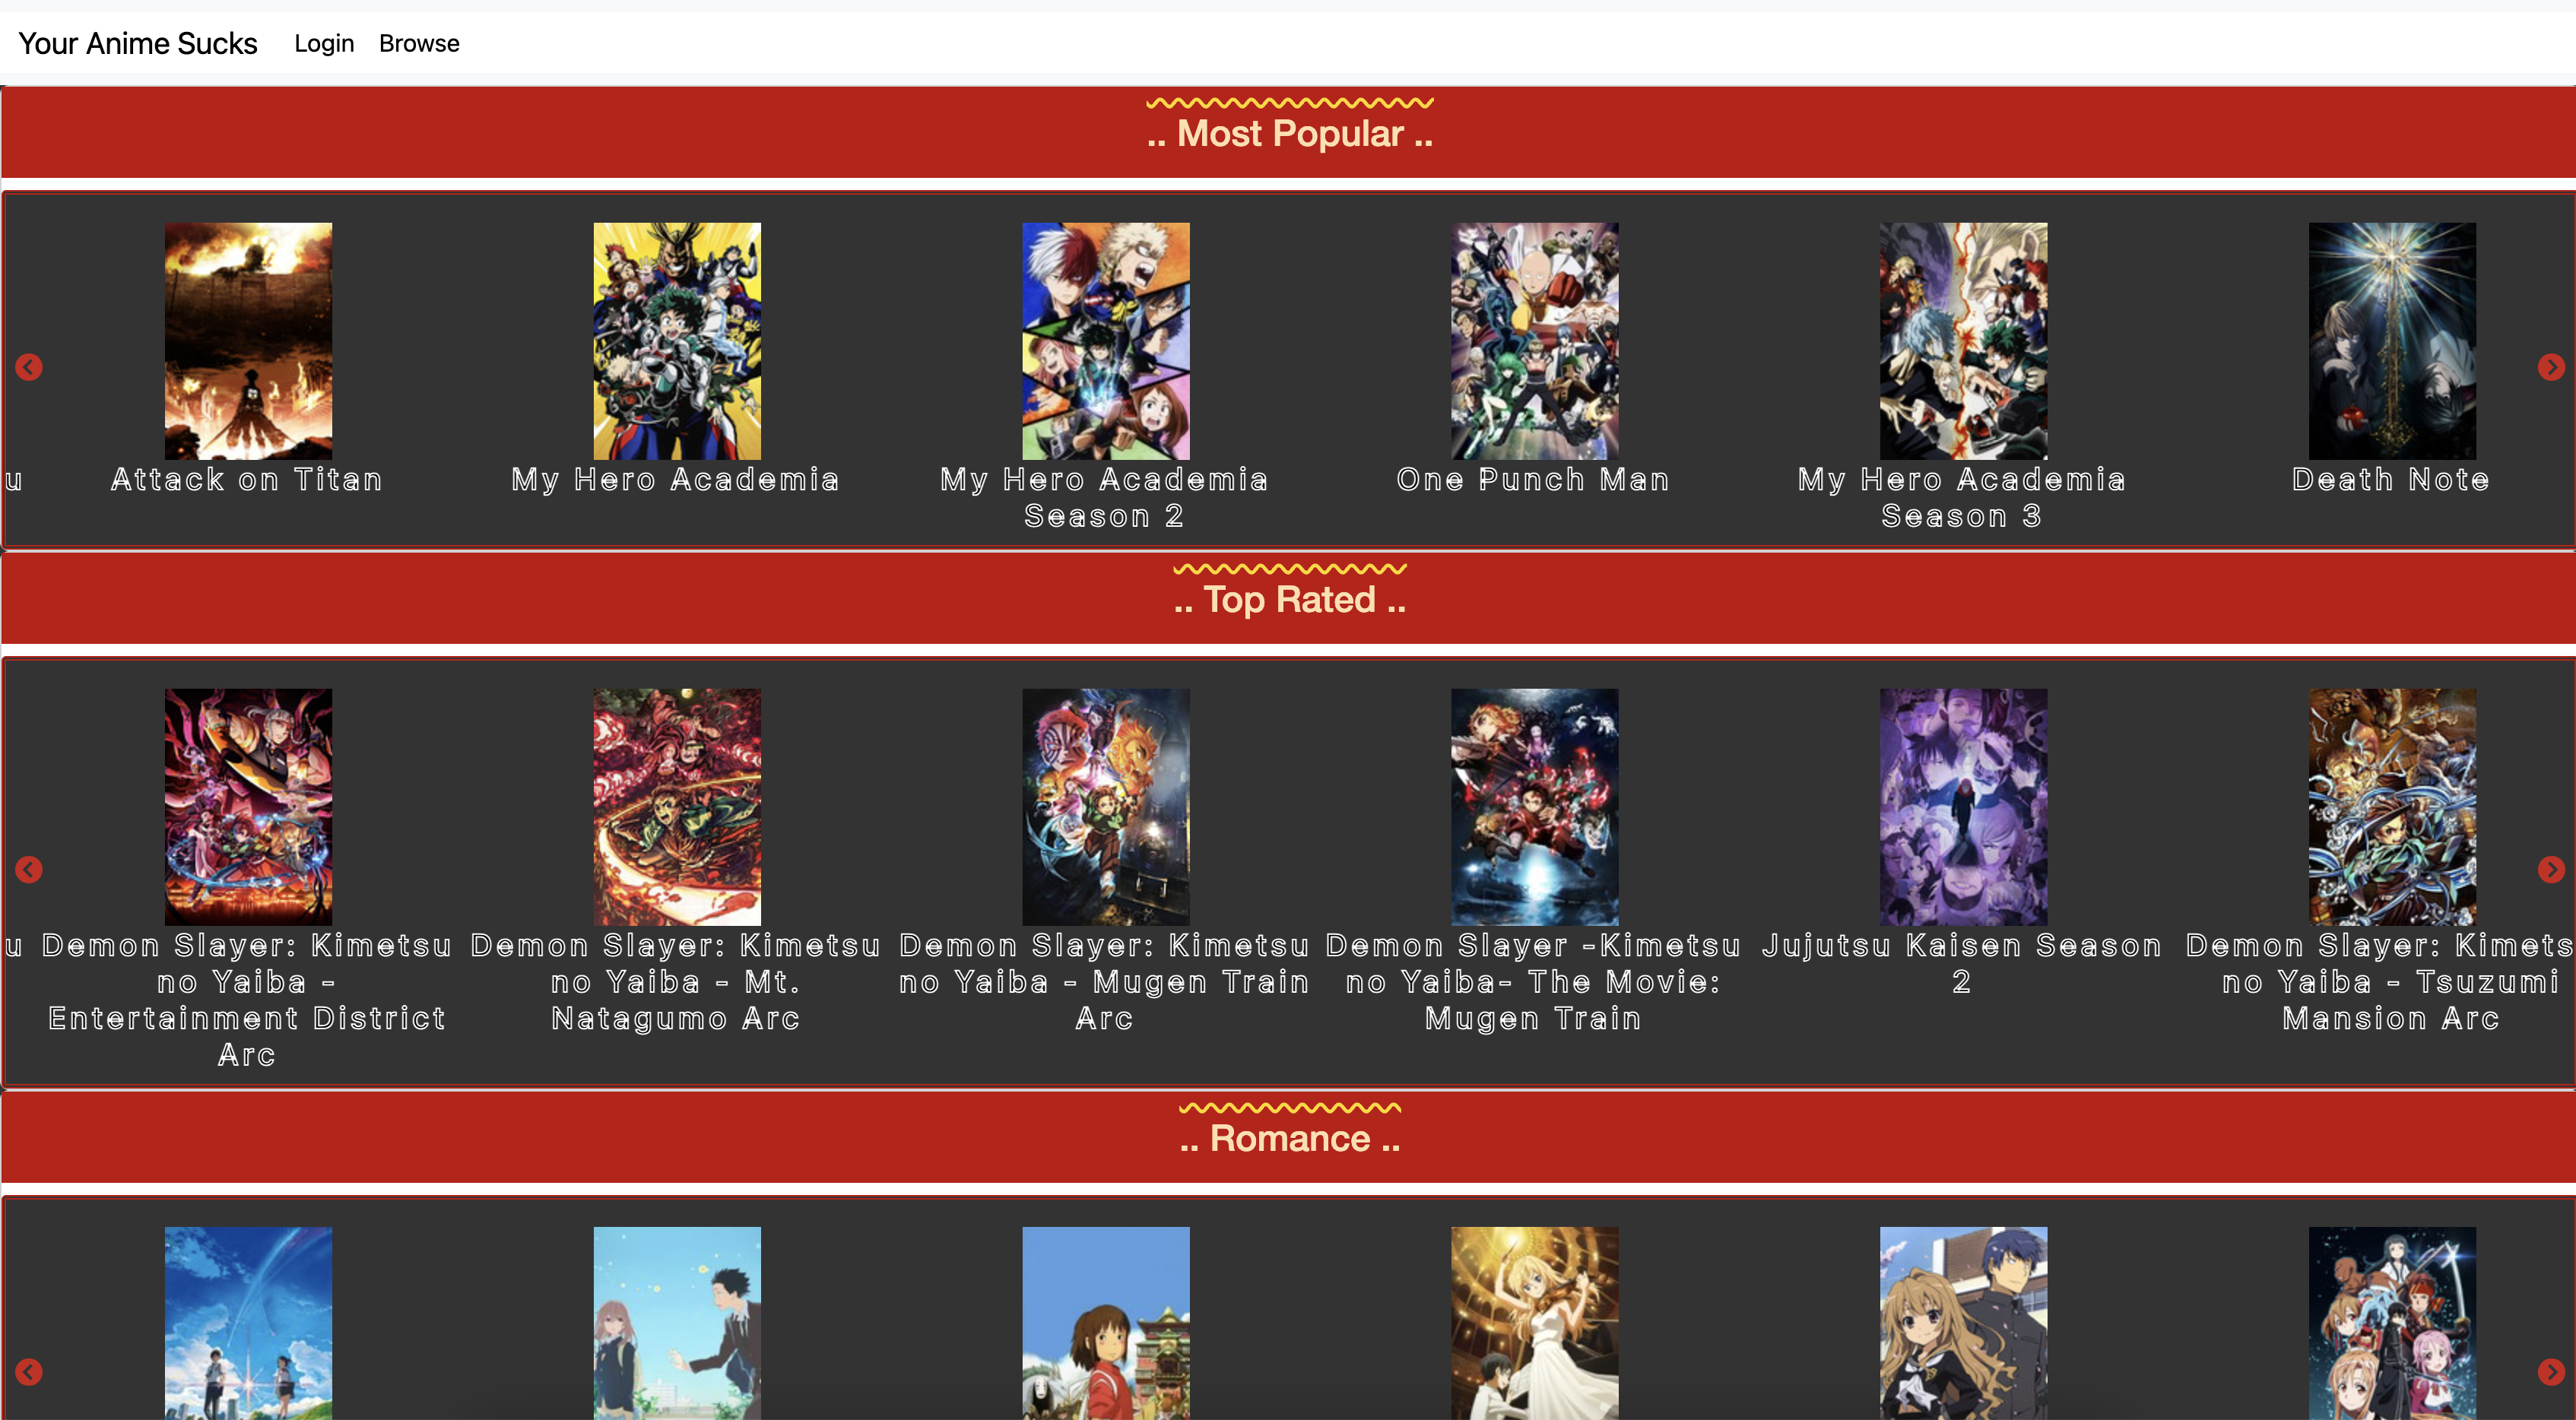 Your Anime Sucks Login Browse
.. Most Popular ..
u Attack on Titan My Hero Academia My Hero Academia One Punch Man My Hero Academia Death Note
Season 2 Season 3
.. Top Rated ..
u Demon Slayer: Kimetsu Demon Slayer: Kimetsu Demon Slayer: Kimetsu Demon Slayer -Kimetsu Jujutsu Kaisen Season Demon Slayer: Kimets
no Yaiba - no Yaiba - Mt. no Yaiba - Mugen Train no Yaiba- The Movie: 2 no Yaiba - Tsuzumi
Entertainment District Natagumo Arc Arc Mugen Train Mansion Arc
Arc
.. Romance ..